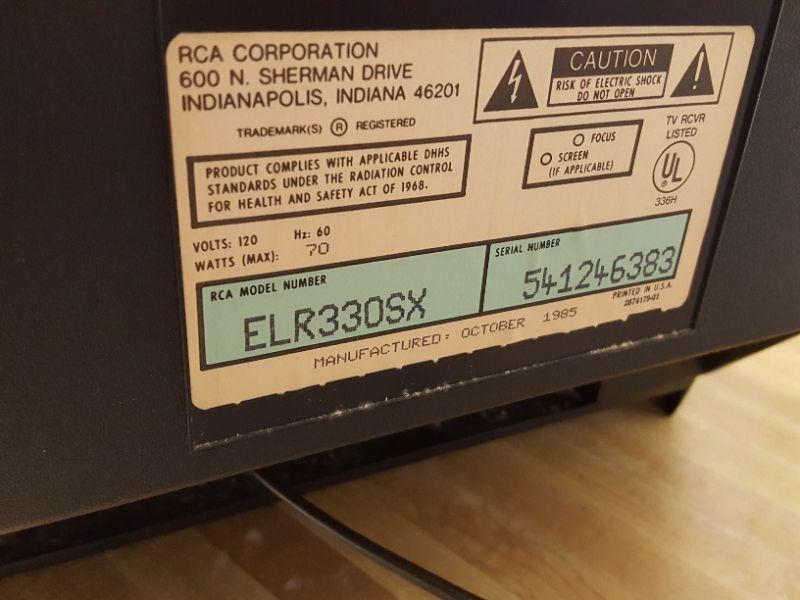 RCA CORPORATION
600 N. SHERMAN DRIVE
INDIANAPOLIS, INDIANA 46201
TRADEMARK(S) ® REGISTERED
CAUTION
RISK OF ELECTRIC SHOCK
DO NOT OPEN
PRODUCT COMPLIES WITH APPLICABLE DHHS
STANDARDS UNDER THE RADIATION CONTROL
FOR HEALTH AND SAFETY ACT OF 1968.
FOCUS
SCREEN
(IF APPLICABLE)
TV RCVR
LISTED
UL
336H
VOLTS: 120 Hz: 60
WATTS (MAX): 70
RCA MODEL NUMBER
ELR330SX
SERIAL NUMBER
541246383
PRINTED IN U.S.A.
2874179-01
MANUFACTURED: OCTOBER 1985